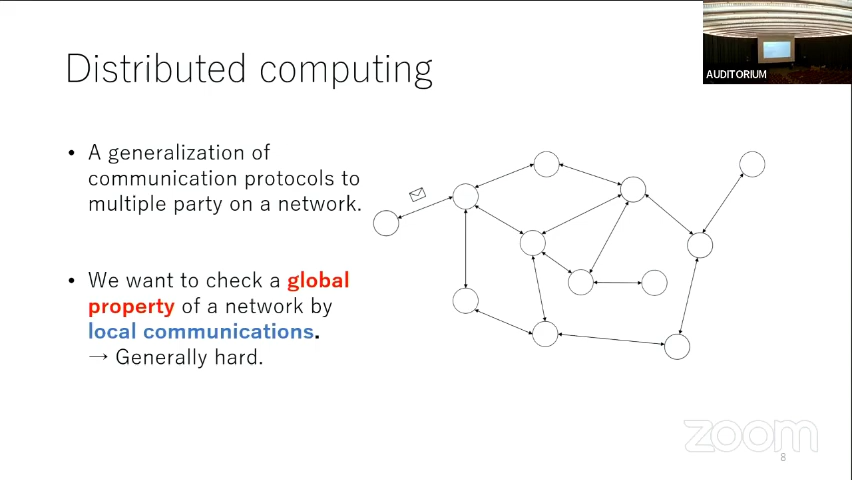 AUDITORIUM
Distributed computing
• A generalization of
communication protocols to
multiple party on a network.
• We want to check a global
property of a network by
local communications.
→ Generally hard.
zoom
8